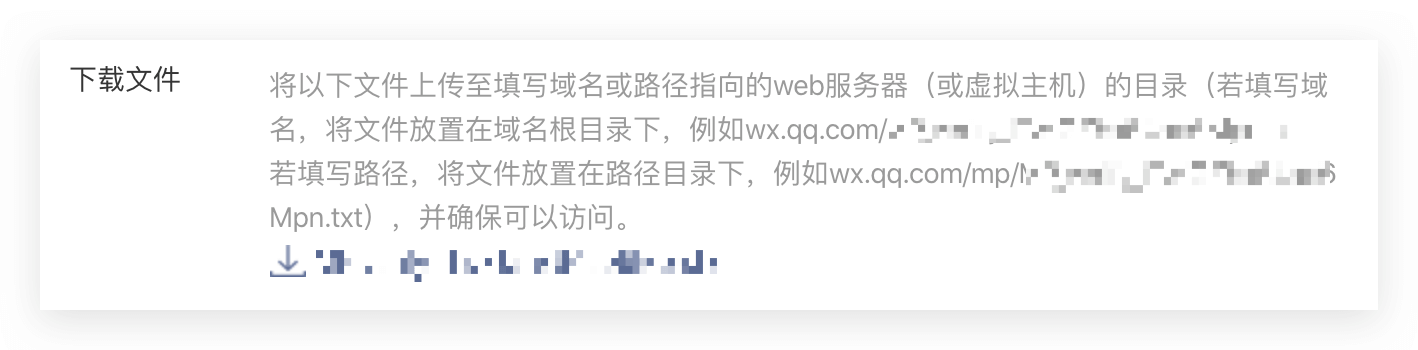 下载文件
将以下文件上传至填写域名或路径指向的web服务器（或虚拟主机）的目录（若填写域
名，将文件放置在域名根目录下，例如wx.qq.com/
若填写路径，将文件放置在路径目录下，例如wx.qq.com/mp/
Mpn.txt），并确保可以访问。